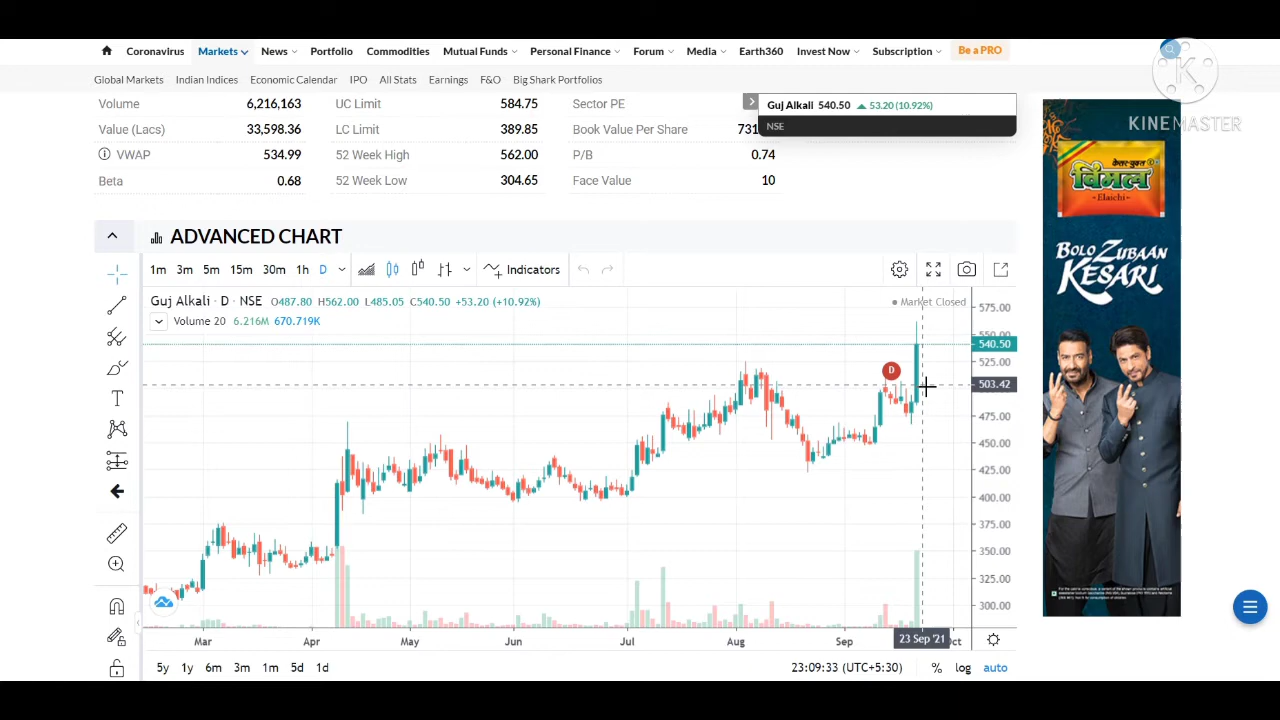 Coronavirus Markets News Portfolio Commodities Mutual Funds Personal Finance Forum Media Earth360 Invest Now Subscription Be a PRO
Global Markets Indian Indices Economic Calendar IPO All Stats Earnings F&O Big Shark Portfolios
K
KINEMASTER
Volume 6,216,163 UC Limit 584.75 Sector PE
Guj Alkali 540.50 ▲ 53.20 (10.92%)
NSE
Value (Lacs) 33,598.36 LC Limit 389.85 Book Value Per Share 731
VWAP 534.99 52 Week High 562.00 P/B 0.74
Beta 0.68 52 Week Low 304.65 Face Value 10
ADVANCED CHART
1m 3m 5m 15m 30m 1h D Indicators
Guj Alkali · D · NSE O487.80 H562.00 L485.05 C540.50 +53.20 (+10.92%)
Market Closed
Volume 20 6.216M 670.719K
575.00
550.00
540.50
525.00
D
503.42
475.00
450.00
425.00
400.00
375.00
350.00
325.00
300.00
Mar Apr May Jun Jul Aug Sep 23 Sep '21
5y 1y 6m 3m 1m 5d 1d 23:09:33 (UTC+5:30) % log auto
विमल
Elaichi
BOLO ZUBAAN
KESARI